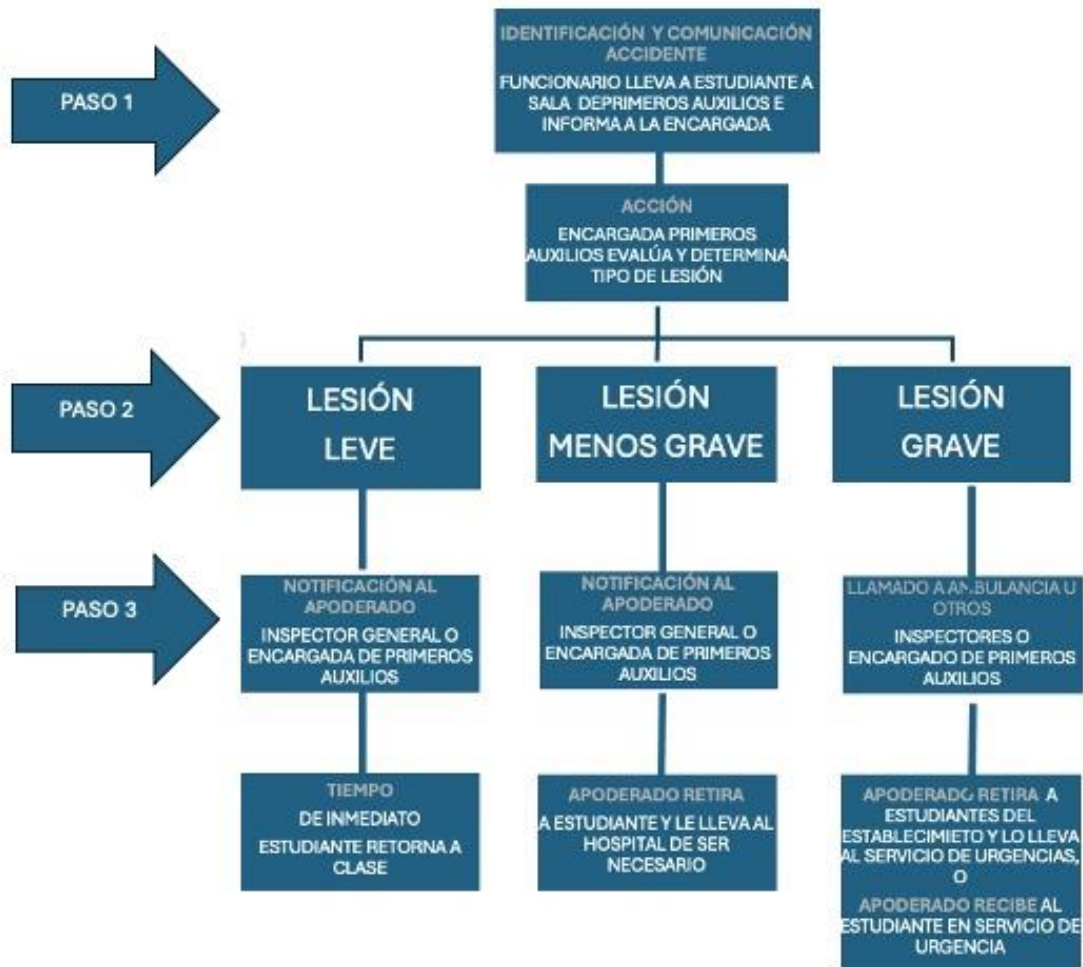 PASO 1
IDENTIFICACIÓN Y COMUNICACIÓN
ACCIDENTE
FUNCIONARIO LLEVA A ESTUDIANTE A
SALA DEPRIMEROS AUXILIOS E
INFORMA A LA ENCARGADA
ACCIÓN
ENCARGADA PRIMEROS
AUXILIOS EVALÚA Y DETERMINA
TIPO DE LESIÓN
PASO 2
LESIÓN
LEVE
LESIÓN
MENOS GRAVE
LESIÓN
GRAVE
PASO 3
NOTIFICACIÓN AL
APODERADO
INSPECTOR GENERAL O
ENCARGADA DE PRIMEROS
AUXILIOS
NOTIFICACIÓN AL
APODERADO
INSPECTOR GENERAL O
ENCARGADA DE PRIMEROS
AUXILIOS
LLAMADO A AMBULANCIA U
OTROS
INSPECTORES O
ENCARGADO DE PRIMEROS
AUXILIOS
TIEMPO
DE INMEDIATO
ESTUDIANTE RETORNA A
CLASE
APODERADO RETIRA
A ESTUDIANTE Y LE LLEVA AL
HOSPITAL DE SER
NECESARIO
APODERADO RETIRA A
ESTUDIANTES DEL
ESTABLECIMIETO Y LO LLEVA
AL SERVICIO DE URGENCIAS,
O
APODERADO RECIBE AL
ESTUDIANTE EN SERVICIO DE
URGENCIA